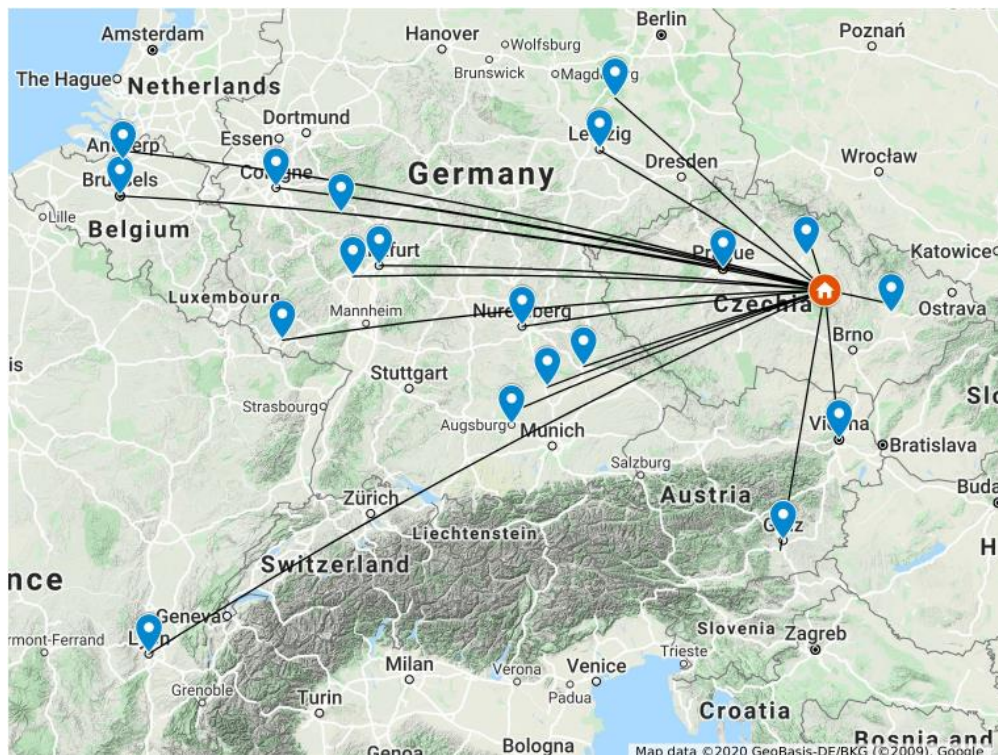 Berlin
Amsterdam
Hanover
Wolfsburg
Poznań
Brunswick
The Hague
Netherlands
Dortmund
Essen
Dresden
Wrocław
Germany
Brussels
Lille
Belgium
Katowice
Luxembourg
Mannheim
Czechia
Ostrava
Brno
Stuttgart
Strasbourg
Augsburg
Munich
Bratislava
Salzburg
Zürich
Austria
Liechtenstein
Switzerland
Geneva
Slovenia
Zagreb
Trieste
Milan
Verona
Venice
Grenoble
Padua
Turin
Croatia
Bologna
Map data ©2020 GeoBasis-DE/BKG (©2009), Google